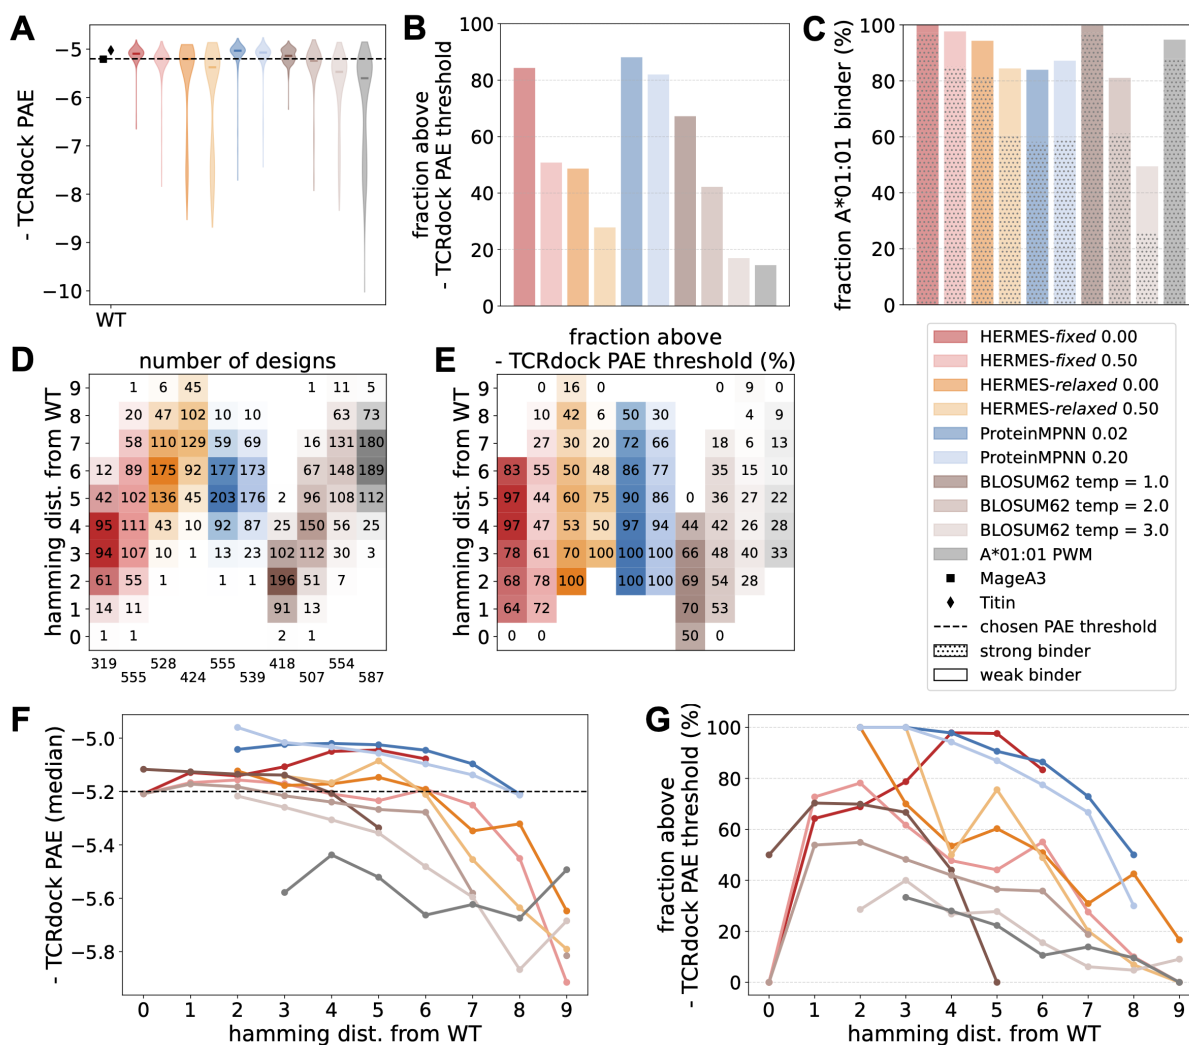 A
−5
−6
−7
−8
−9
−10
- TCRdock PAE
WT
B
100
80
60
40
20
0
fraction above
- TCRdock PAE threshold
C
100
80
60
40
20
0
fraction A*01:01 binder (%)
HERMES-fixed 0.00
HERMES-fixed 0.50
HERMES-relaxed 0.00
HERMES-relaxed 0.50
ProteinMPNN 0.02
ProteinMPNN 0.20
BLOSUM62 temp = 1.0
BLOSUM62 temp = 2.0
BLOSUM62 temp = 3.0
A*01:01 PWM
MageA3
Titin
chosen PAE threshold
strong binder
weak binder
D
number of designs
hamming dist. from WT
9 1 6 45 1 11 5
8 20 47 102 10 10 63 73
7 58 110 129 59 69 16 131 180
6 12 89 175 92 177 173 67 148 189
5 42 102 136 45 203 176 2 96 108 112
4 95 111 43 10 92 87 25 150 56 25
3 94 107 10 1 13 23 102 112 30 3
2 61 55 1 1 1 196 51 7
1 14 11 91 13
0 1 1 2 1
319 528 555 418 554
555 424 539 507 587
E
fraction above
- TCRdock PAE threshold (%)
hamming dist. from WT
9 0 16 0 0 9 0
8 10 42 6 50 30 4 9
7 27 30 20 72 66 18 6 13
6 83 55 50 48 86 77 35 15 10
5 97 44 60 75 90 86 0 36 27 22
4 97 47 53 50 97 94 44 42 26 28
3 78 61 70 100 100 100 66 48 40 33
2 68 78 100 100 100 69 54 28
1 64 72 70 53
0 0 0 50 0
F
−5.0
−5.2
−5.4
−5.6
−5.8
- TCRdock PAE (median)
0 1 2 3 4 5 6 7 8 9
hamming dist. from WT
G
100
80
60
40
20
0
fraction above
- TCRdock PAE threshold (%)
0 1 2 3 4 5 6 7 8 9
hamming dist. from WT